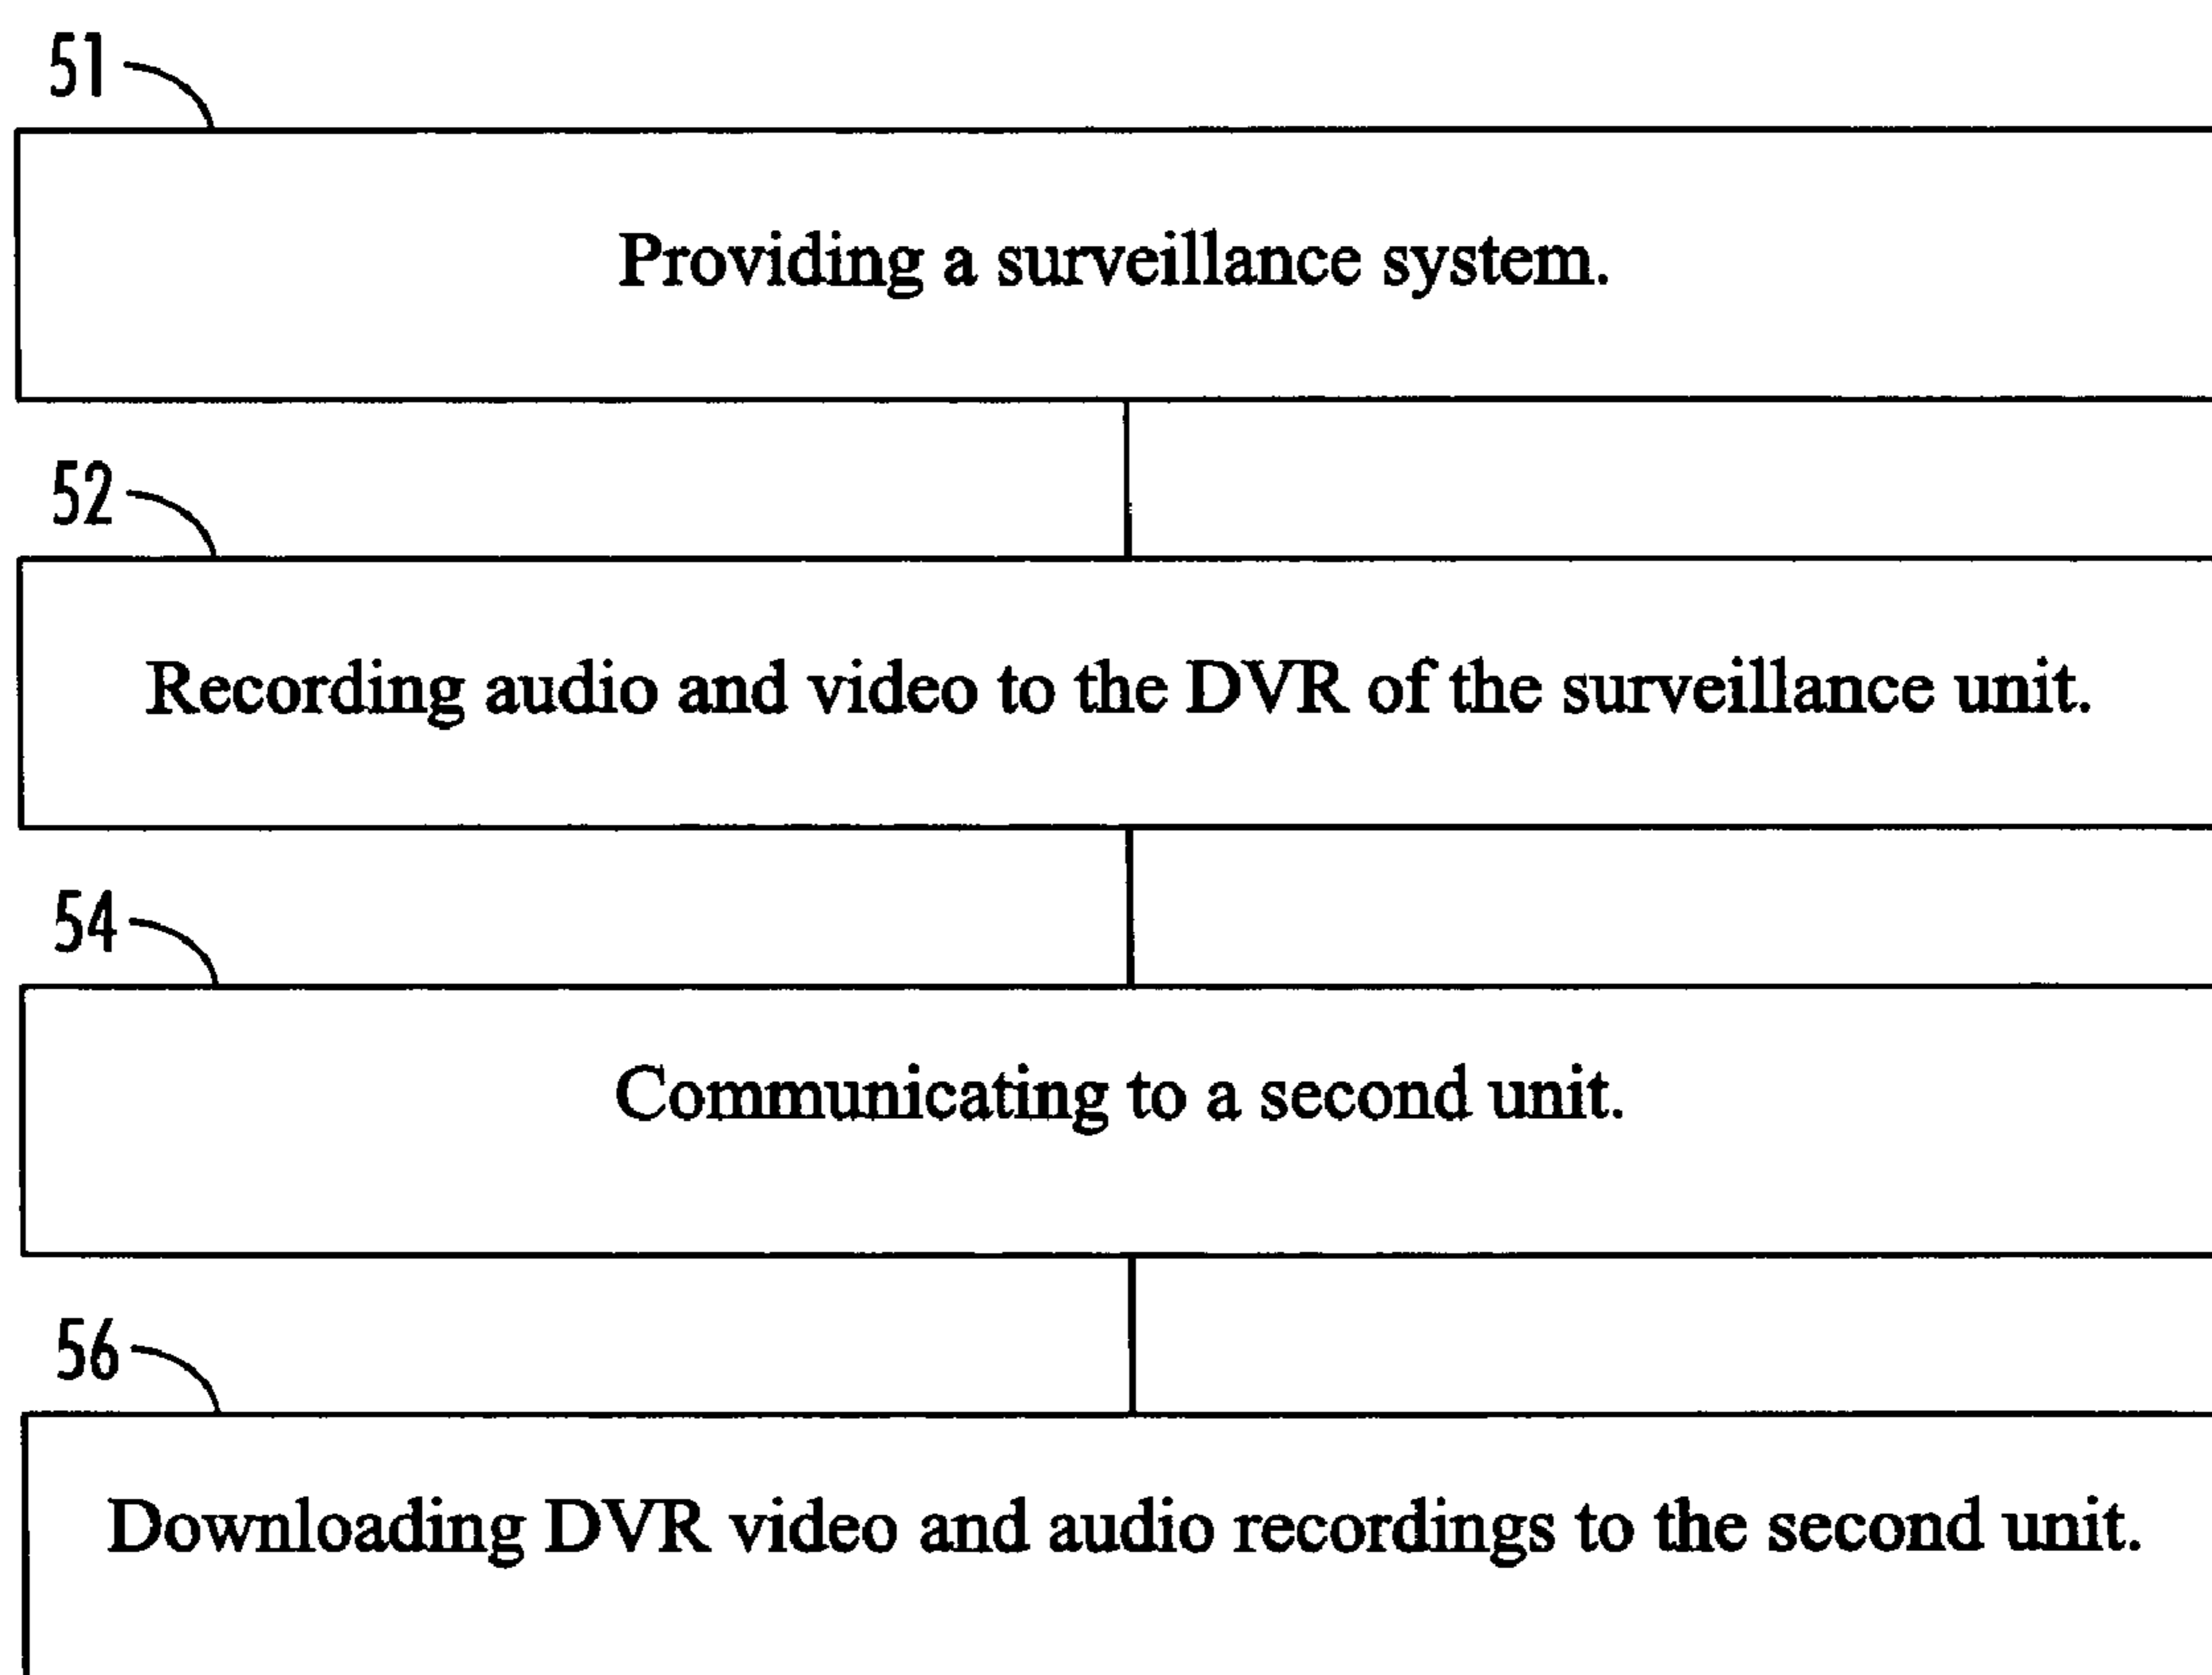 51
Providing a surveillance system.
52
Recording audio and video to the DVR of the surveillance unit.
54
Communicating to a second unit.
56
Downloading DVR video and audio recordings to the second unit.